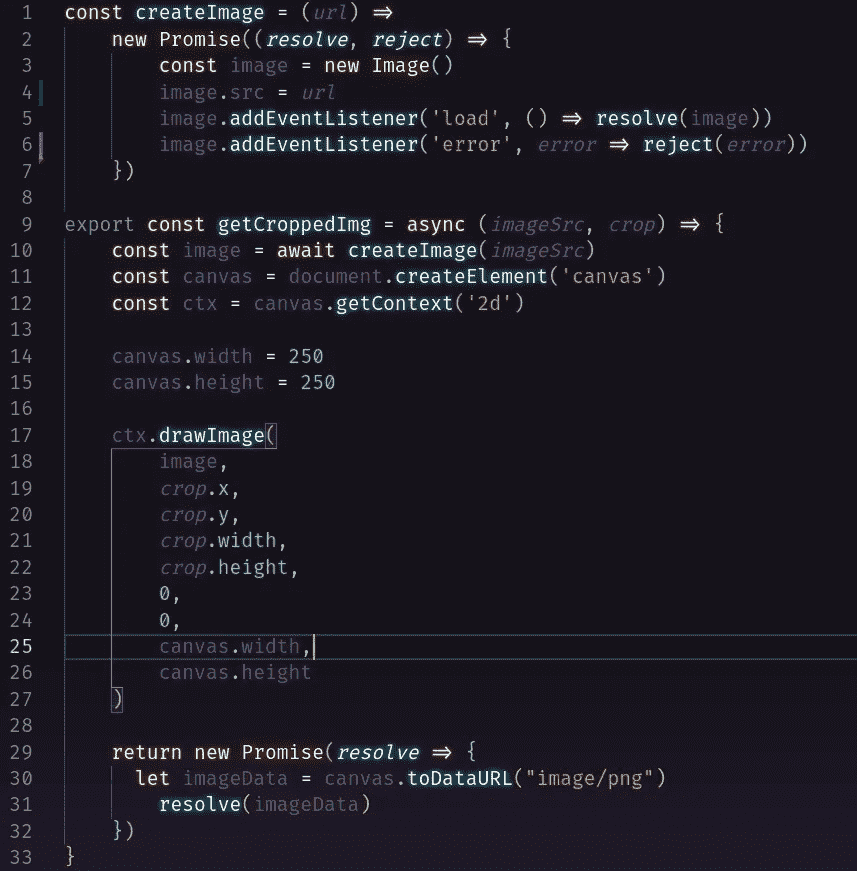 1 const createImage = (url) =>
2 new Promise((resolve, reject) => {
3 const image = new Image()
4 image.src = url
5 image.addEventListener('load', () => resolve(image))
6 image.addEventListener('error', error => reject(error))
7 })
8
9 export const getCroppedImg = async (imageSrc, crop) => {
10 const image = await createImage(imageSrc)
11 const canvas = document.createElement('canvas')
12 const ctx = canvas.getContext('2d')
13
14 canvas.width = 250
15 canvas.height = 250
16
17 ctx.drawImage(
18 image,
19 crop.x,
20 crop.y,
21 crop.width,
22 crop.height,
23 0,
24 0,
25 canvas.width,
26 canvas.height
27 )
28
29 return new Promise(resolve => {
30 let imageData = canvas.toDataURL("image/png")
31 resolve(imageData)
32 })
33 }